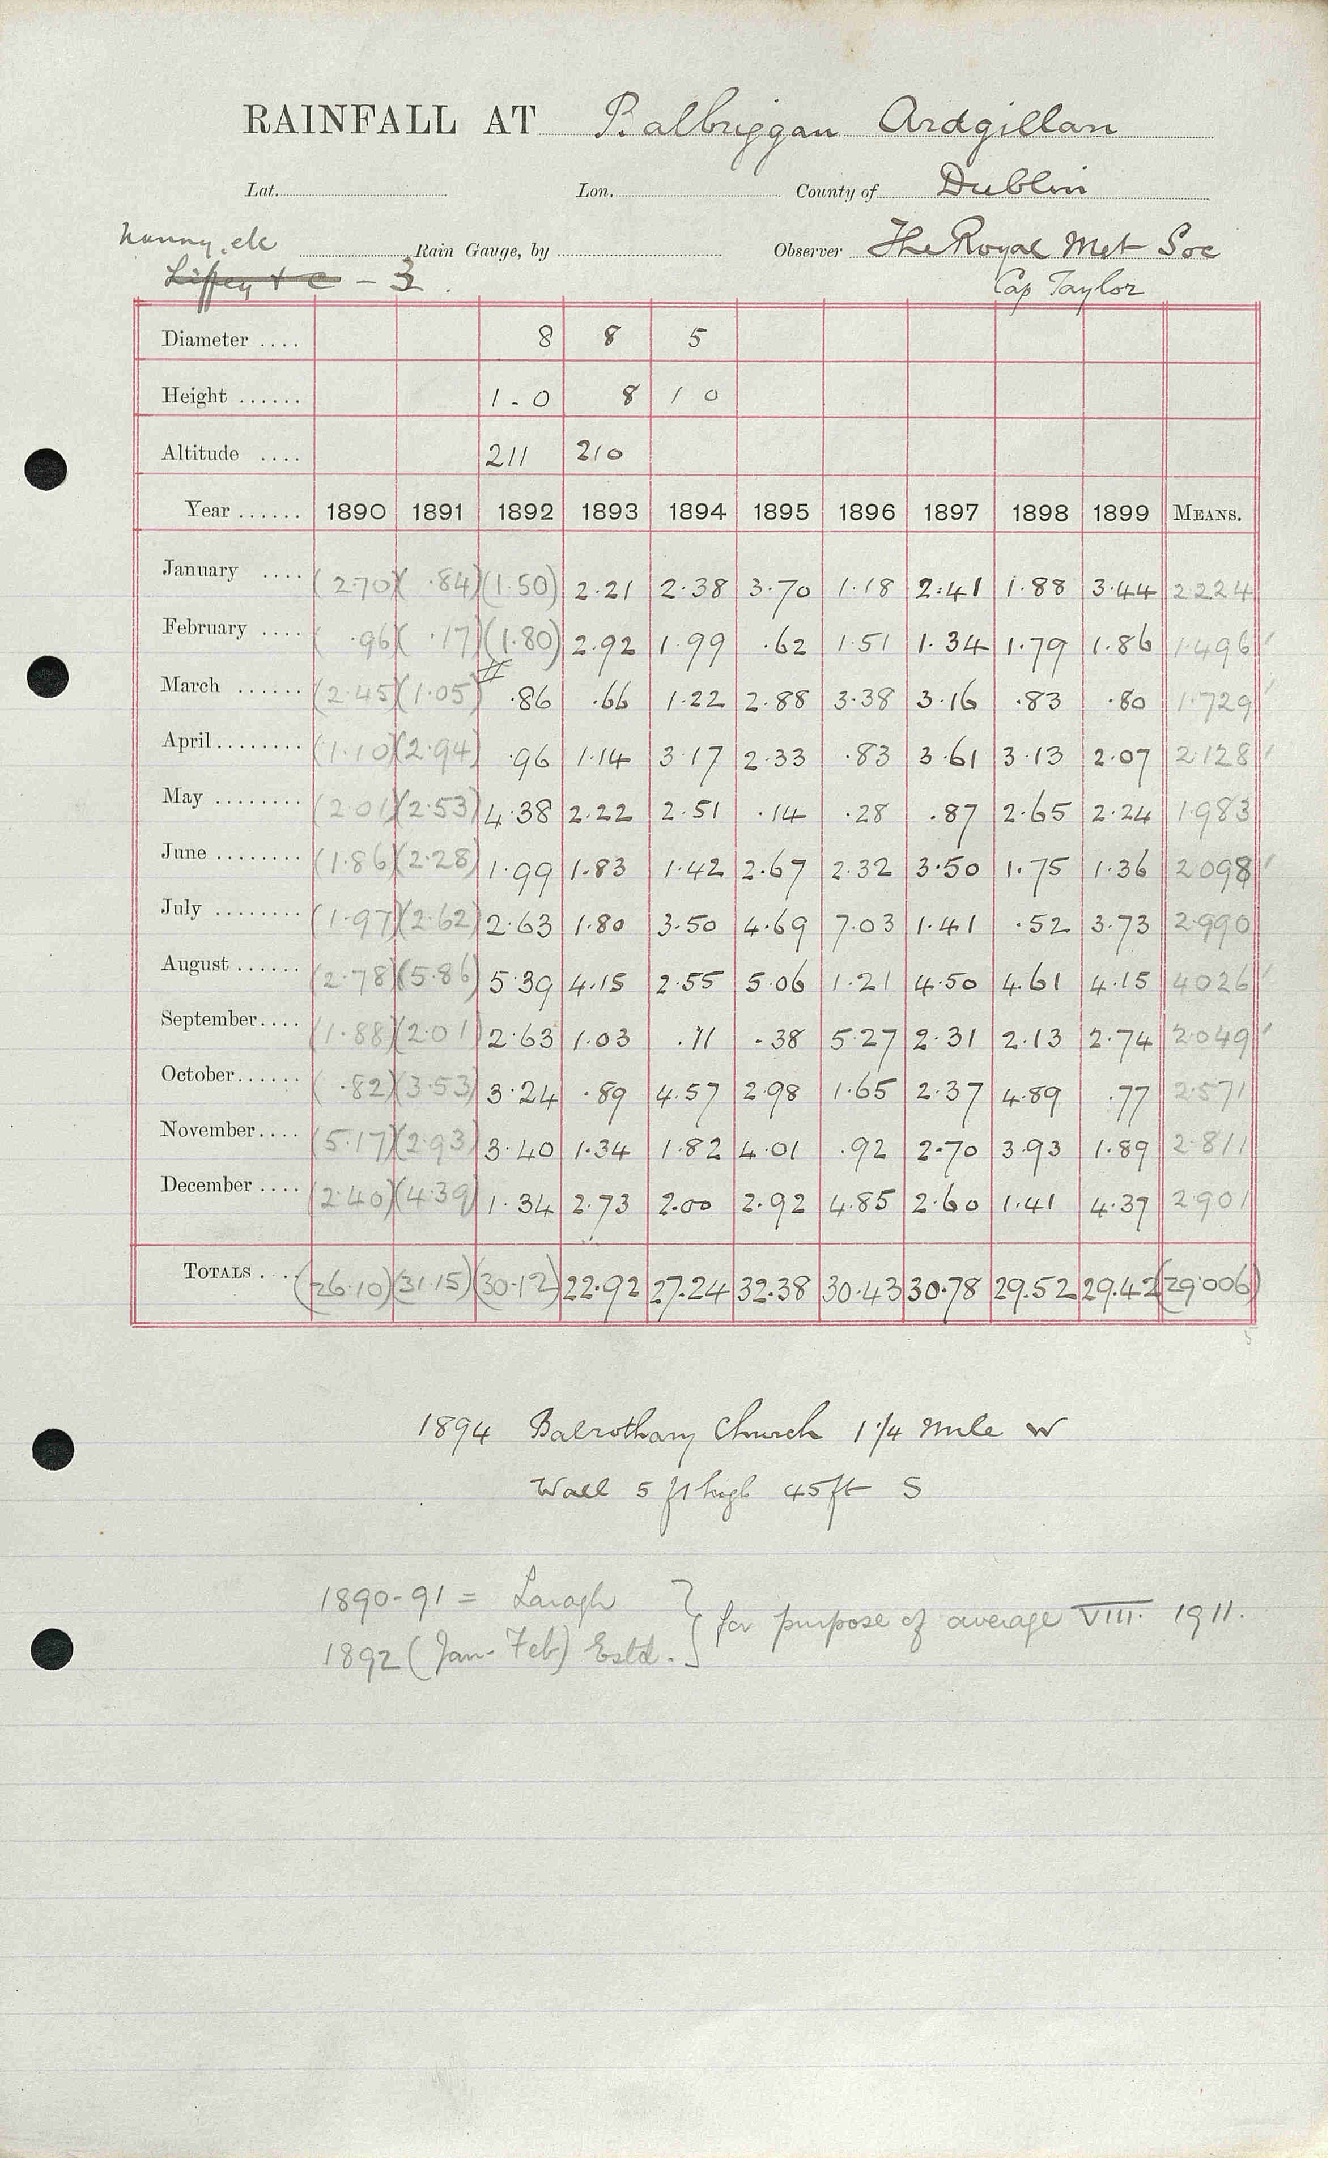 RAINFALL AT Balbriggan Ardgillan
Lat. Lon. County of Dublin
Nanny, etc Rain Gauge, by Observer The Royal Met Soc
Liffey + c - 3 Cap Taylor
Diameter .... 8 8 5
Height ...... 1 - 0 8 1 0
Altitude .... 211 210
Year ...... 1890 1891 1892 1893 1894 1895 1896 1897 1898 1899 MEANS.
January .... (2.70) (.84) (1.50) 2.21 2.38 3.70 1.18 2.41 1.88 3.44 2.224
February .... (.96) (.17) (1.80) 2.92 1.99 .62 1.51 1.34 1.79 1.86 1.496
March ...... (2.45) (1.05) .86 .66 1.22 2.88 3.38 3.16 .83 .80 1.729
April ........ (1.10) (2.94) .96 1.14 3.17 2.33 .83 3.61 3.13 2.07 2.128
May ........ (2.01) (2.53) 4.38 2.22 2.51 .14 .28 .87 2.65 2.24 1.983
June ........ (1.86) (2.28) 1.99 1.83 1.42 2.67 2.32 3.50 1.75 1.36 2.098
July ........ (1.97) (2.62) 2.63 1.80 3.50 4.69 7.03 1.41 .52 3.73 2.990
August ...... (2.78) (5.86) 5.39 4.15 2.55 5.06 1.21 4.50 4.61 4.15 4.026
September .... (1.88) (2.01) 2.63 1.03 .11 .38 5.27 2.31 2.13 2.74 2.049
October ...... (.82) (3.53) 3.24 .89 4.57 2.98 1.65 2.37 4.89 .77 2.571
November .... (5.17) (2.93) 3.40 1.34 1.82 4.01 .92 2.70 3.93 1.89 2.811
December .... (2.40) (4.39) 1.34 2.73 2.00 2.92 4.85 2.60 1.41 4.37 2.901
TOTALS .... (26.10) (31.15) (30.12) 22.92 27.24 32.38 30.43 30.78 29.52 29.42 (29.006)
5
1894 Balrothary Church 1 1/4 mile W
Wall 5 ft high 45 ft S
1890-91 = Laragh
1892 (Jan-Feb) Estd. } for purpose of average VIII. 1911.